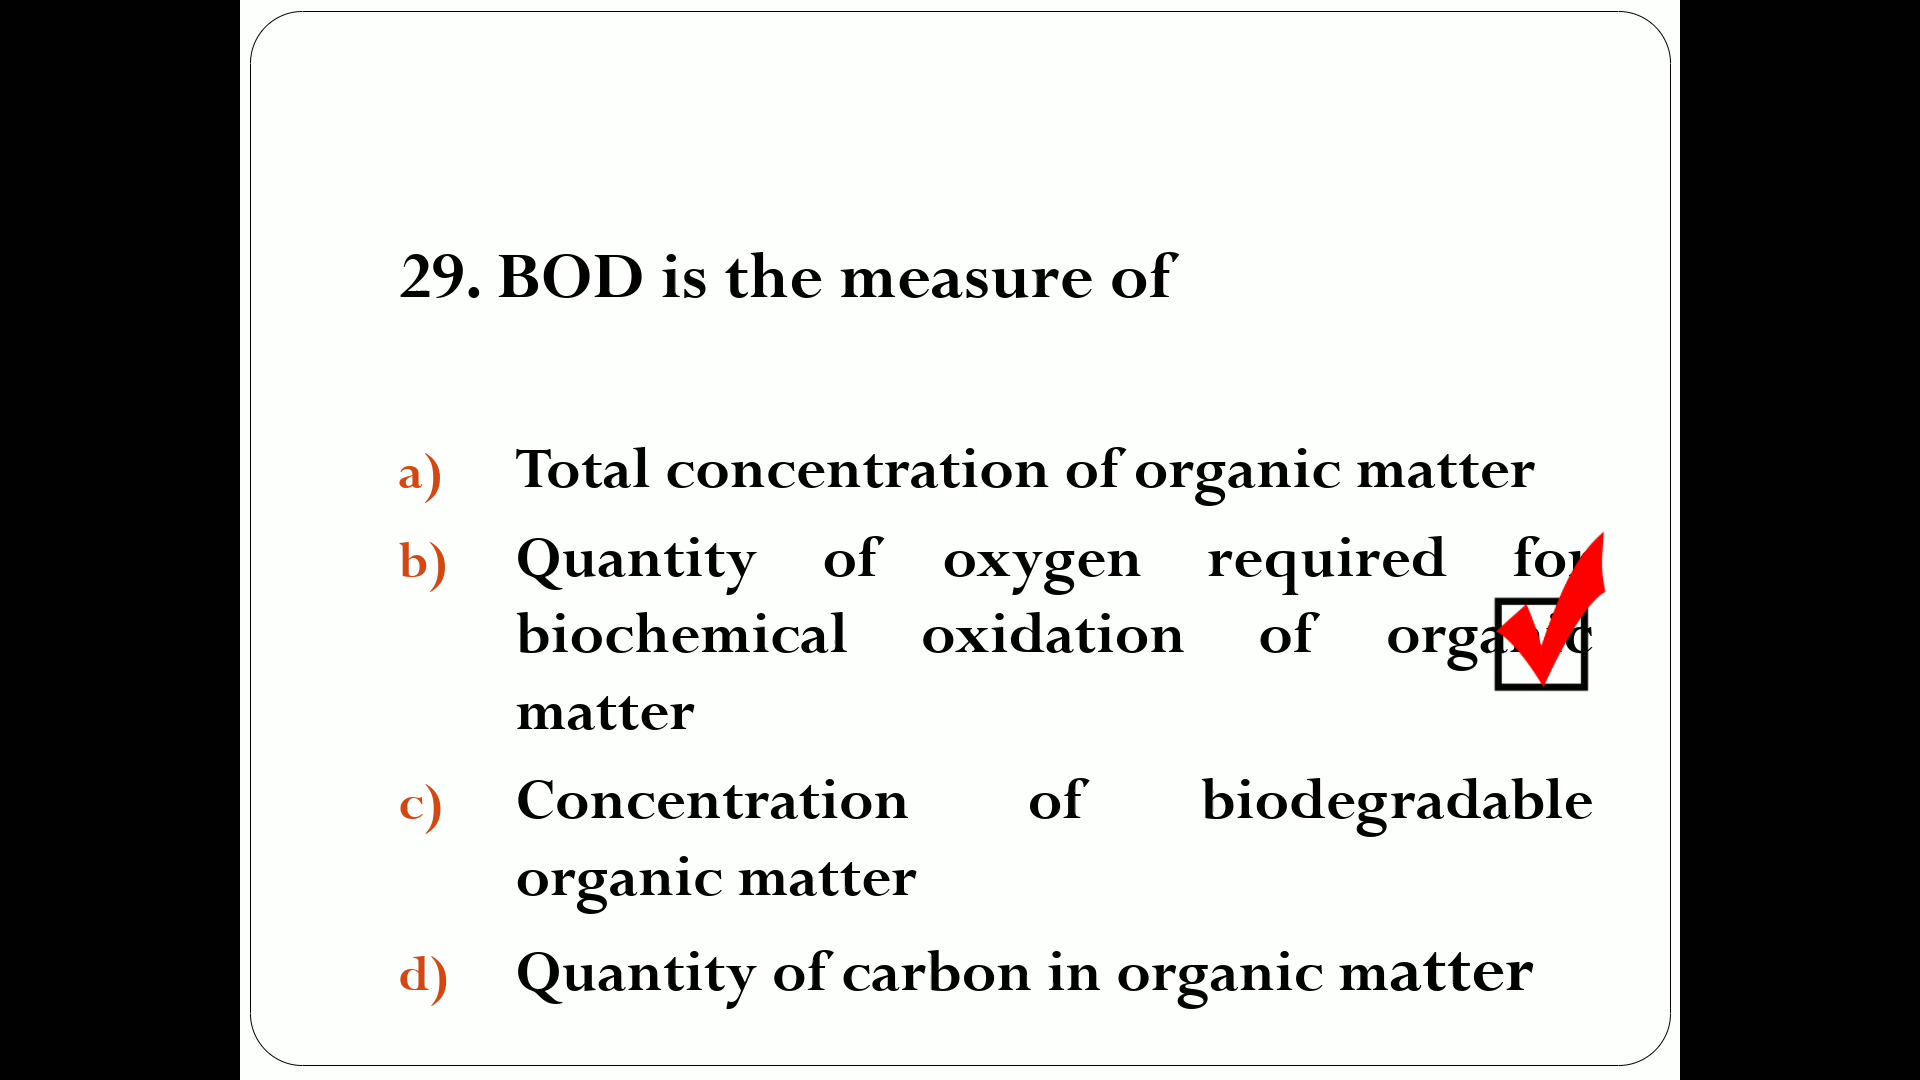 29. BOD is the measure of
a) Total concentration of organic matter
b) Quantity of oxygen required for
biochemical oxidation of organic
matter
c) Concentration of biodegradable
organic matter
d) Quantity of carbon in organic matter